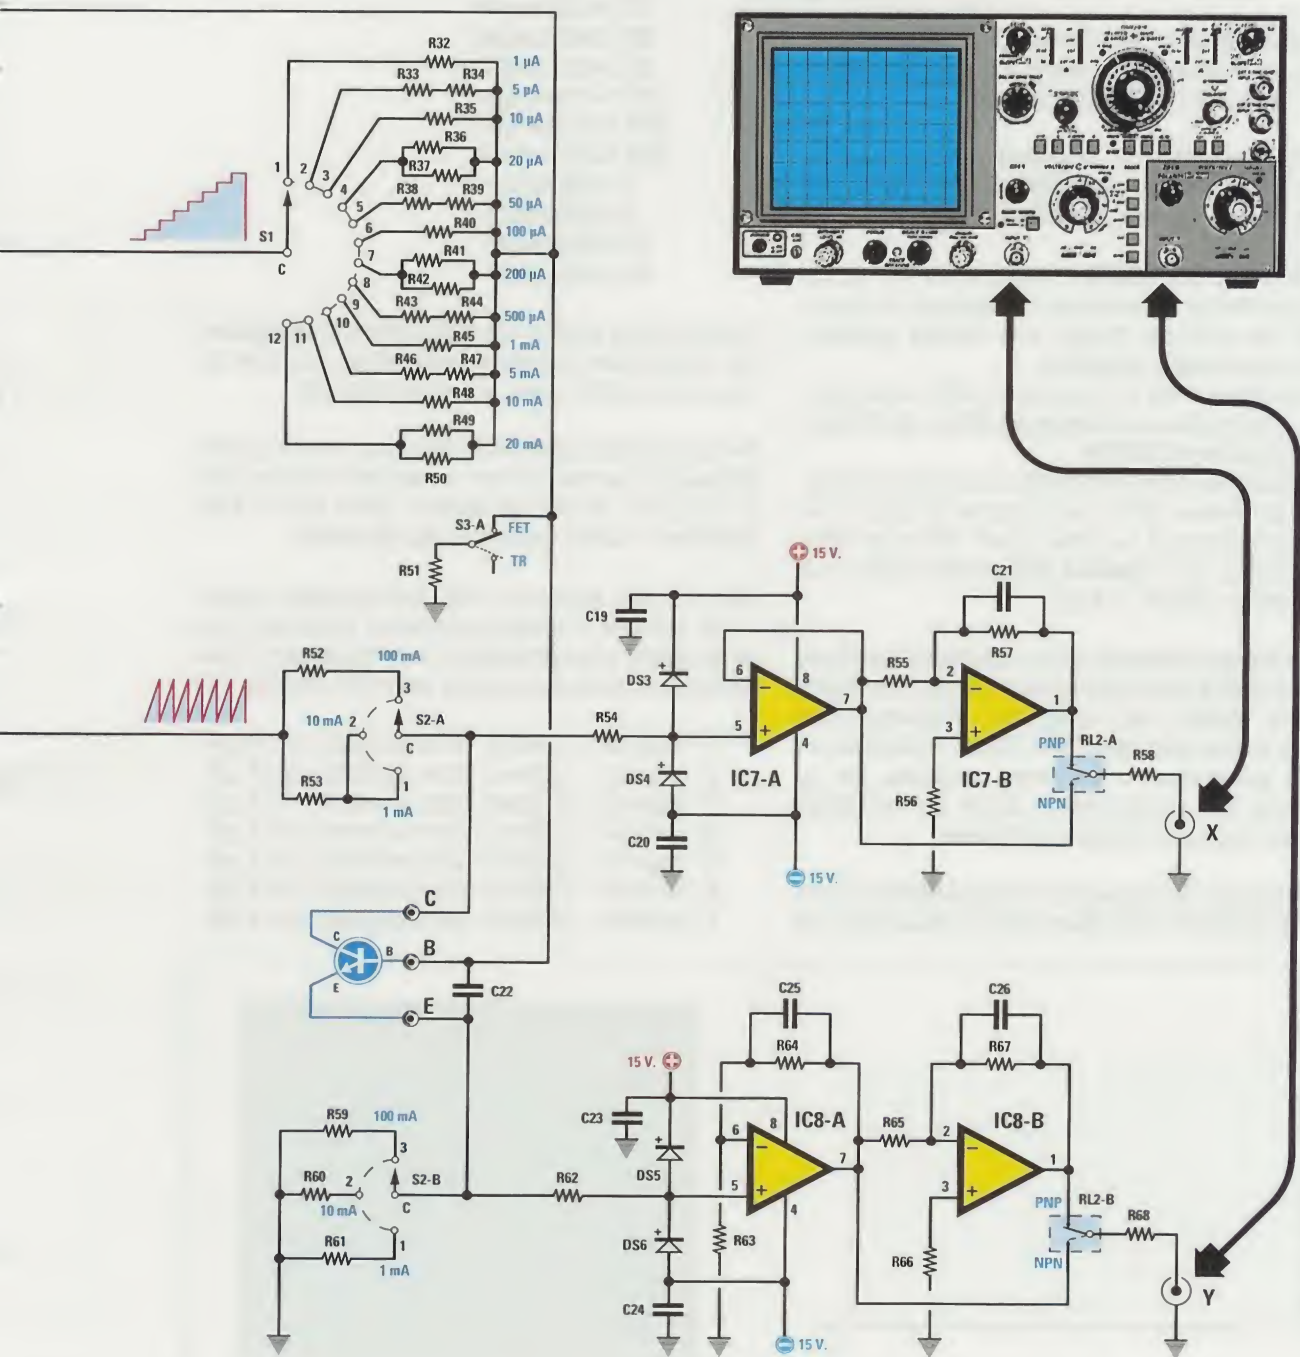 R32
1 µA
R33 R34
5 µA
R35
10 µA
R36
20 µA
R37
R38 R39
50 µA
R40
100 µA
R41
200 µA
R42
R43 R44
500 µA
R45
1 mA
R46 R47
5 mA
R48
10 mA
R49
20 mA
R50
1 2 3 4 5 6 7 8 9 10 11 12
S1
C
S3-A FET
TR
R51
15 V.
C19
C21
R57
R52
100 mA
3
10 mA 2
S2-A
C
R53
1
1 mA
R54
DS3
DS4
6
5
8
7
4
IC7-A
R55
2
3
1
IC7-B
R56
PNP RL2-A
NPN
R58
X
C20
15 V.
C
B
E
C
B
E
C22
C25
R64
C26
R67
15 V.
C23
IC8-A
IC8-B
R59
100 mA
3
R60
2
10 mA
S2-B
C
R61
1
1 mA
R62
DS5
DS6
6
5
8
7
4
R63
R65
2
3
1
R66
PNP RL2-B
NPN
R68
Y
C24
15 V.